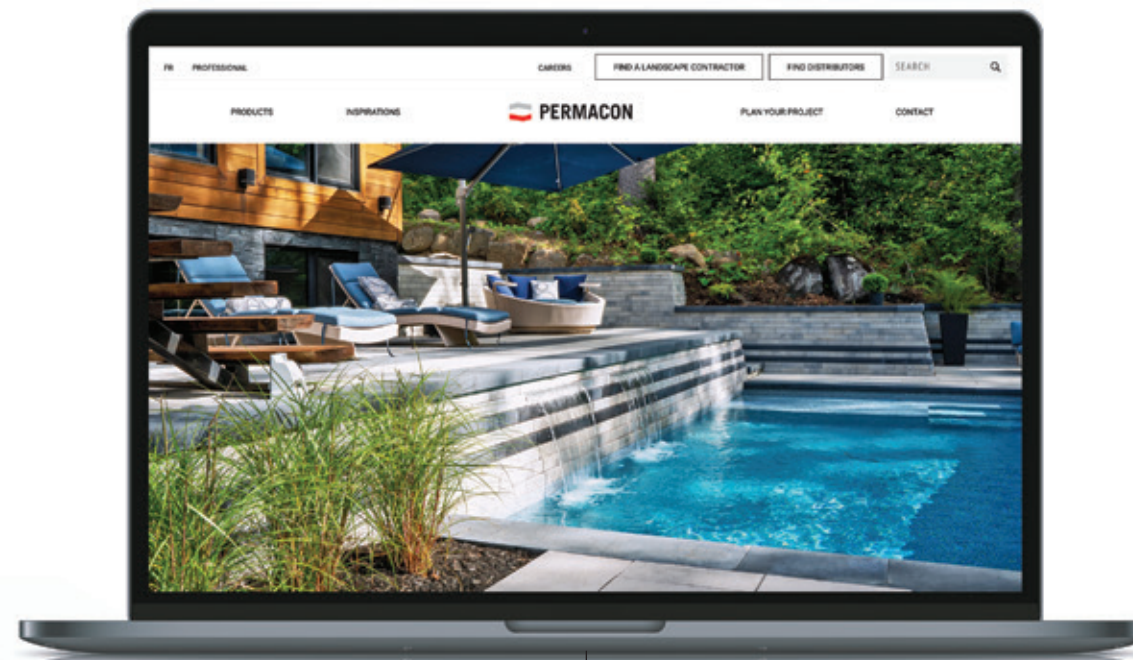 FR PROFESSIONAL CAREERS FIND A LANDSCAPE CONTRACTOR FIND DISTRIBUTORS SEARCH
PRODUCTS INSPIRATIONS PERMACON PLAN YOUR PROJECT CONTACT